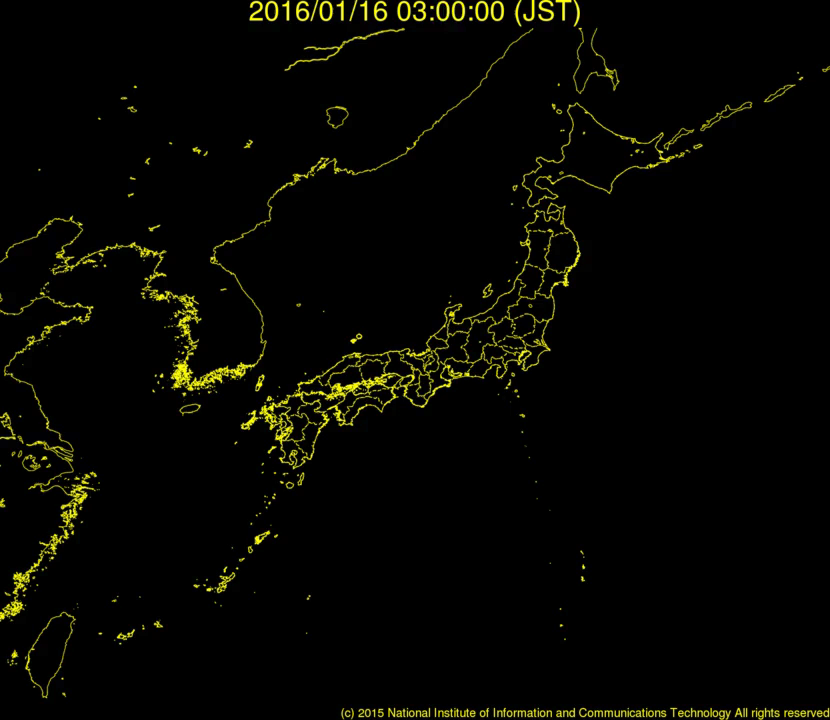 2016/01/16 03:00:00 (JST)
(c) 2015 National Institute of Information and Communications Technology All rights reserved